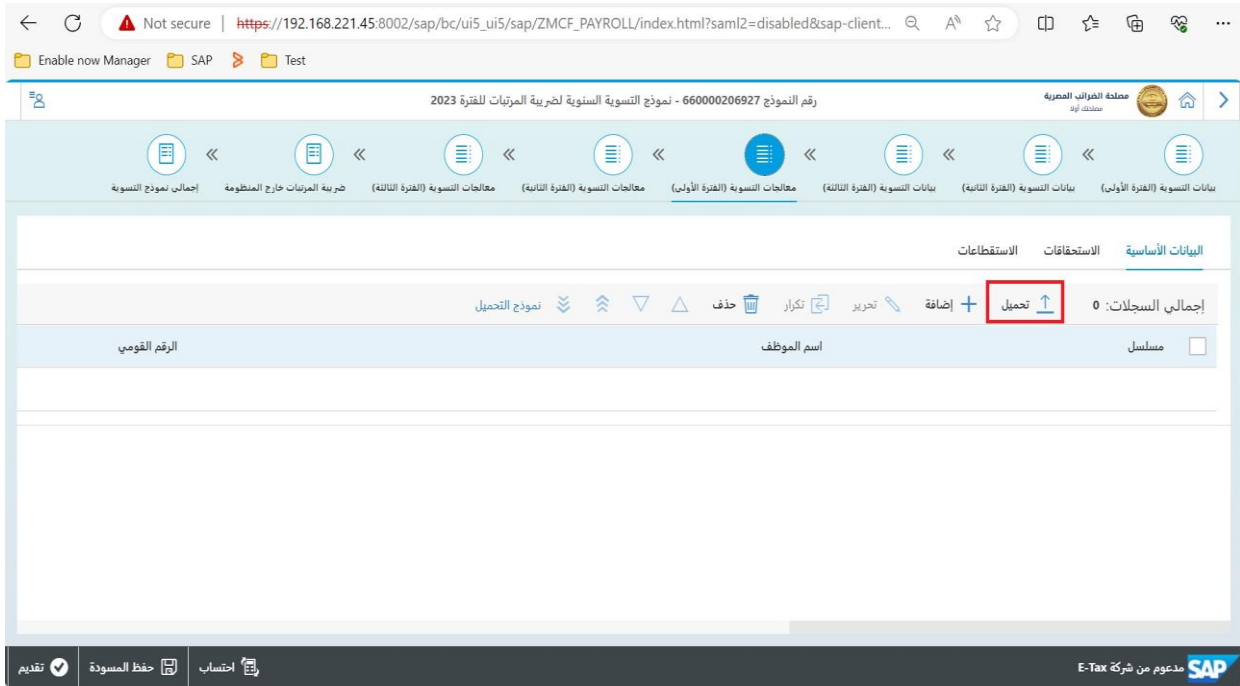 Not secure | https://192.168.221.45:8002/sap/bc/ui5_ui5/sap/ZMCF_PAYROLL/index.html?saml2=disabled&sap-client...
Enable now Manager SAP Test
مصلحة الضرائب المصرية
مصلحتك أولا
رقم النموذج 660000206927 - نموذج التسوية السنوية لضريبة المرتبات للفترة 2023
بيانات التسوية (الفترة الأولى) بيانات التسوية (الفترة الثانية) بيانات التسوية (الفترة الثالثة) معالجات التسوية (الفترة الأولى) معالجات التسوية (الفترة الثانية) معالجات التسوية (الفترة الثالثة) ضريبة المرتبات خارج المنظومة إجمالي نموذج التسوية
البيانات الأساسية الاستحقاقات الاستقطاعات
إجمالي السجلات: 0 تحميل إضافة تحرير تكرار حذف نموذج التحميل
مسلسل اسم الموظف الرقم القومي
SAP مدعوم من شركة E-Tax احتساب حفظ المسودة تقديم